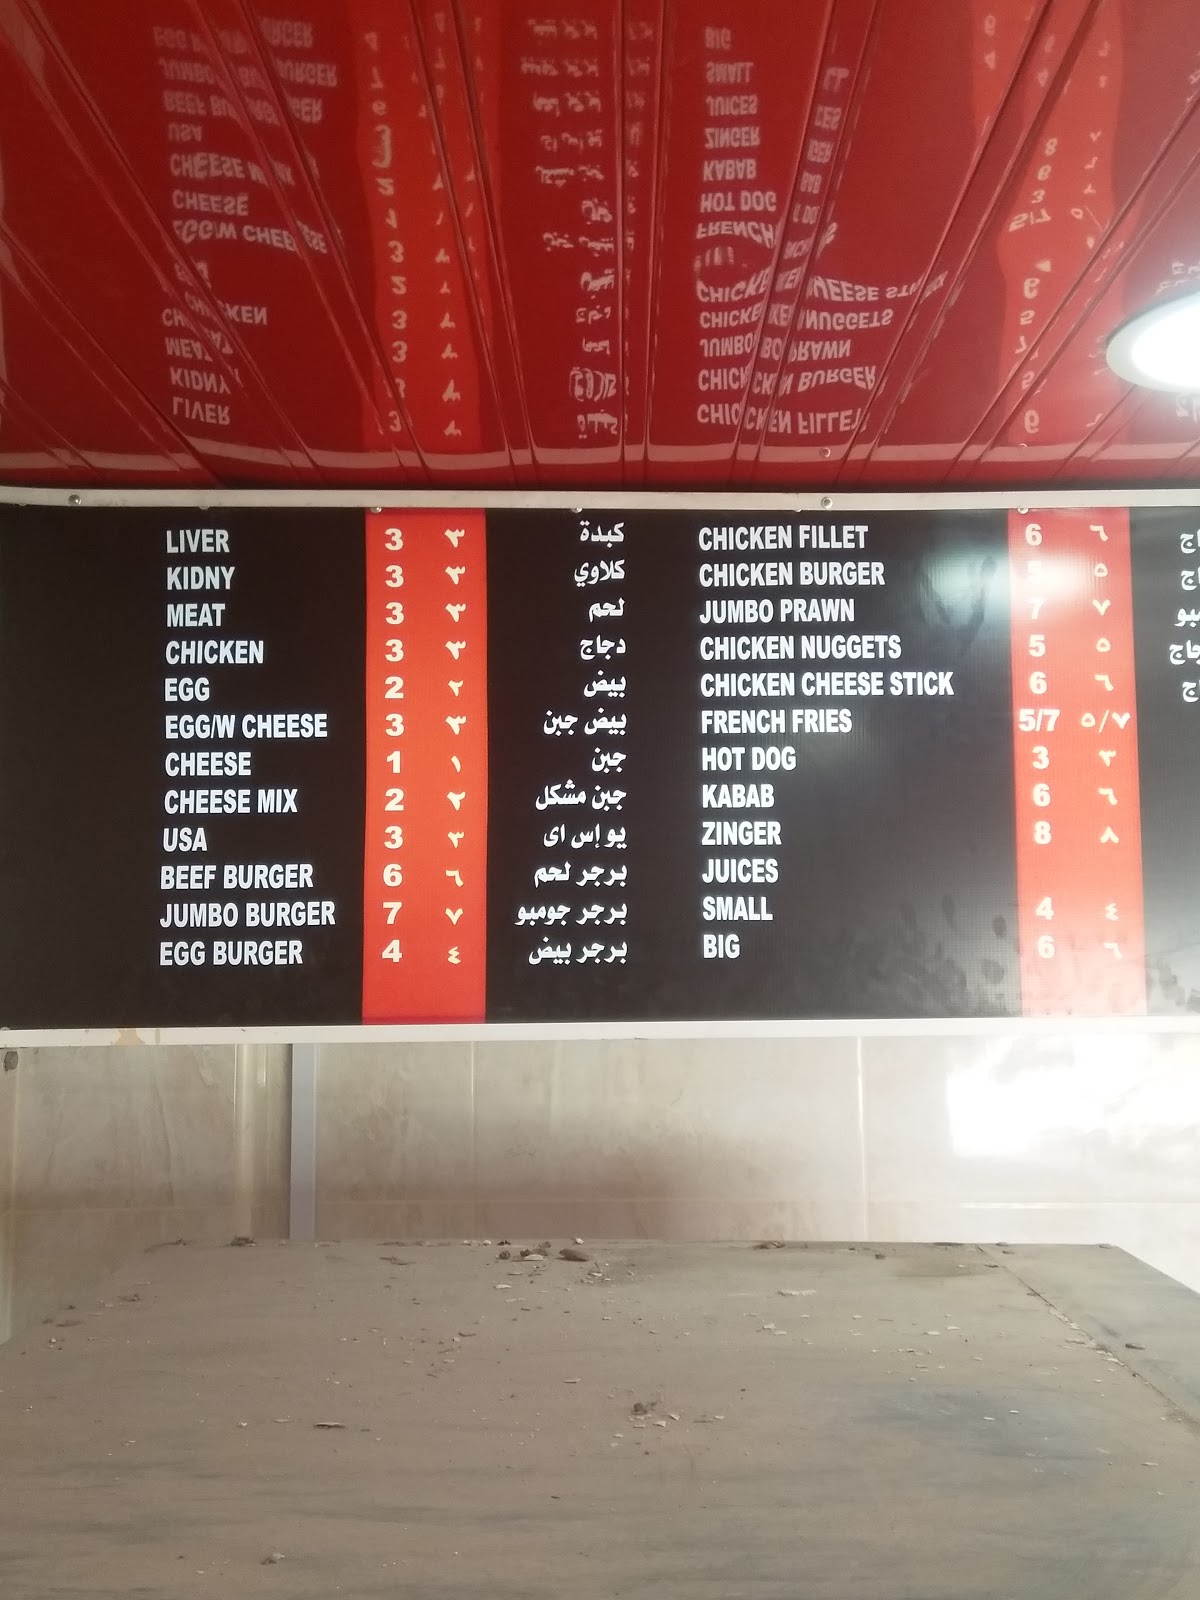 LIVER 3 ٣ كبدة
KIDNY 3 ٣ كلاوي
MEAT 3 ٣ لحم
CHICKEN 3 ٣ دجاج
EGG 2 ٢ بيض
EGG/W CHEESE 3 ٣ بيض جبن
CHEESE 1 ١ جبن
CHEESE MIX 2 ٢ جبن مشكل
USA 3 ٣ يو إس اى
BEEF BURGER 6 ٦ برجر لحم
JUMBO BURGER 7 ٧ برجر جومبو
EGG BURGER 4 ٤ برجر بيض
CHICKEN FILLET 6 ٦
CHICKEN BURGER 5 ٥
JUMBO PRAWN 7 ٧
CHICKEN NUGGETS 5 ٥
CHICKEN CHEESE STICK 6 ٦
FRENCH FRIES 5/7 ٥/٧
HOT DOG 3 ٣
KABAB 6 ٦
ZINGER 8 ٨
JUICES
SMALL 4 ٤
BIG 6 ٦